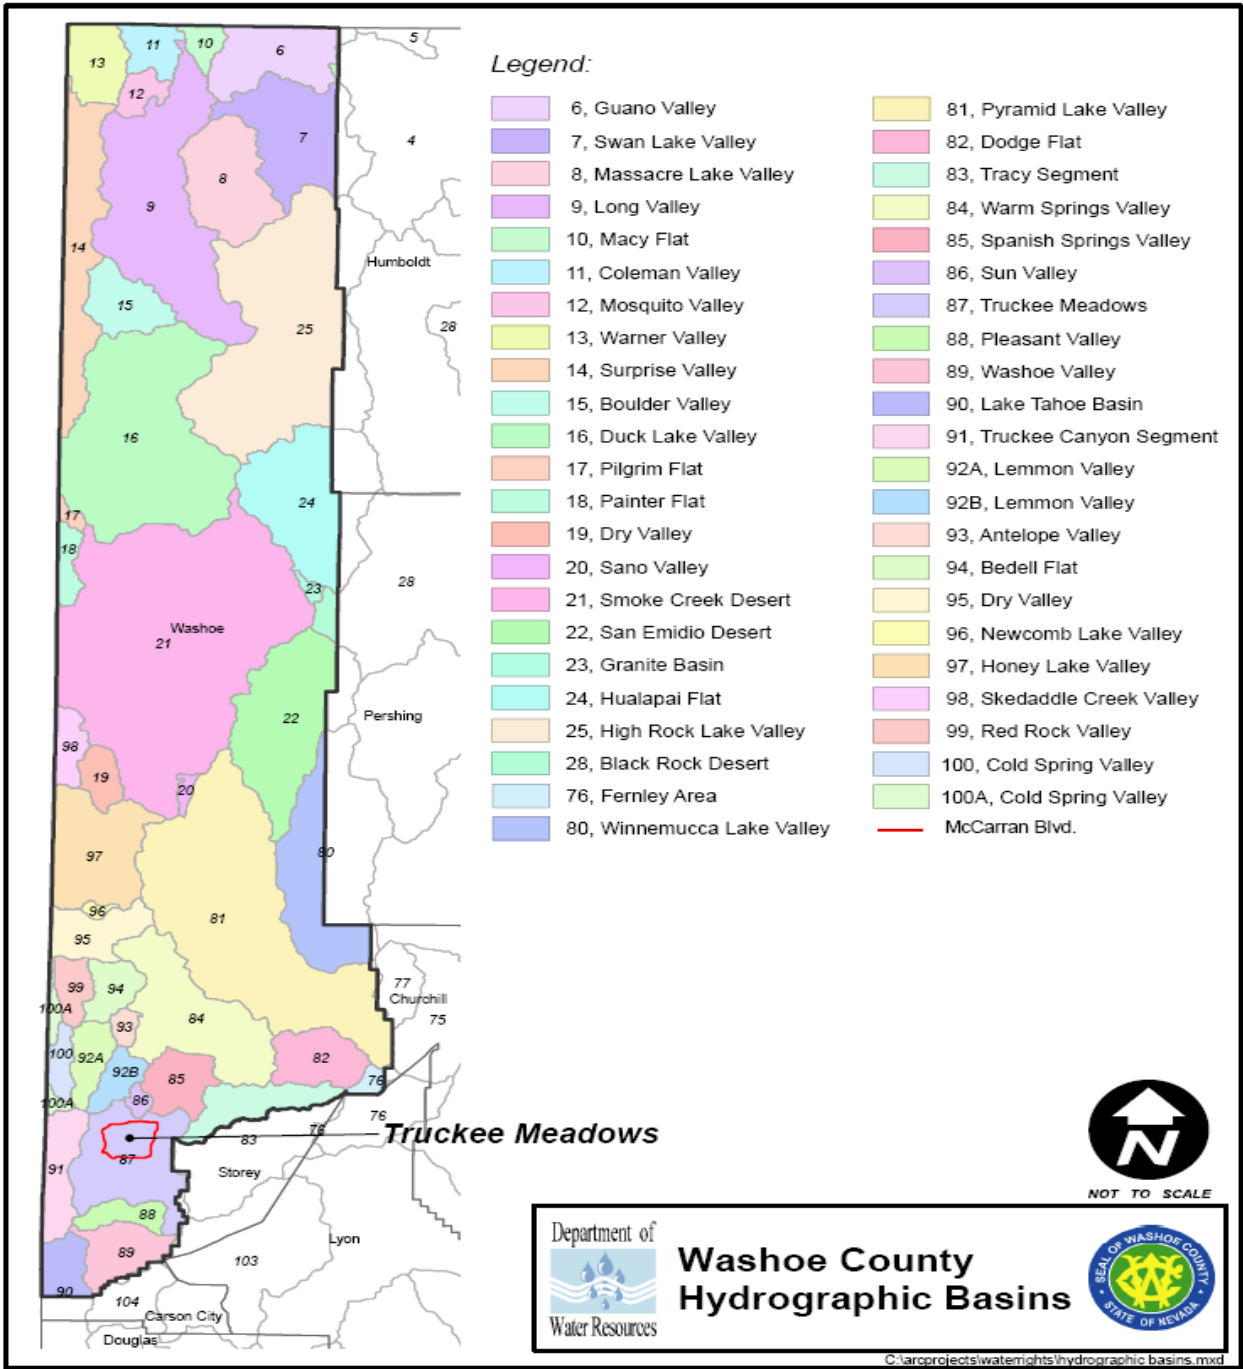 Legend:
6, Guano Valley
7, Swan Lake Valley
8, Massacre Lake Valley
9, Long Valley
10, Macy Flat
11, Coleman Valley
12, Mosquito Valley
13, Warner Valley
14, Surprise Valley
15, Boulder Valley
16, Duck Lake Valley
17, Pilgrim Flat
18, Painter Flat
19, Dry Valley
20, Sano Valley
21, Smoke Creek Desert
22, San Emidio Desert
23, Granite Basin
24, Hualapai Flat
25, High Rock Lake Valley
28, Black Rock Desert
76, Fernley Area
80, Winnemucca Lake Valley
81, Pyramid Lake Valley
82, Dodge Flat
83, Tracy Segment
84, Warm Springs Valley
85, Spanish Springs Valley
86, Sun Valley
87, Truckee Meadows
88, Pleasant Valley
89, Washoe Valley
90, Lake Tahoe Basin
91, Truckee Canyon Segment
92A, Lemmon Valley
92B, Lemmon Valley
93, Antelope Valley
94, Bedell Flat
95, Dry Valley
96, Newcomb Lake Valley
97, Honey Lake Valley
98, Skedaddle Creek Valley
99, Red Rock Valley
100, Cold Spring Valley
100A, Cold Spring Valley
McCarran Blvd.
5
11
10
6
13
12
7
4
8
9
14
Humboldt
15
25
28
16
24
17
18
28
23
Washoe
21
22
Pershing
98
19
20
97
80
96
81
95
99
94
77
100A
Churchill
75
84
93
100
92A
82
92B
85
76
86
100A
76
76
83
Truckee Meadows
87
91
Storey
88
Lyon
89
103
90
104
Carson City
Douglas
N
NOT TO SCALE
Department of
Water Resources
Washoe County
Hydrographic Basins
SEAL OF WASHOE COUNTY
STATE OF NEVADA
C:\arcprojects\waterrights\hydrographic basins.mxd